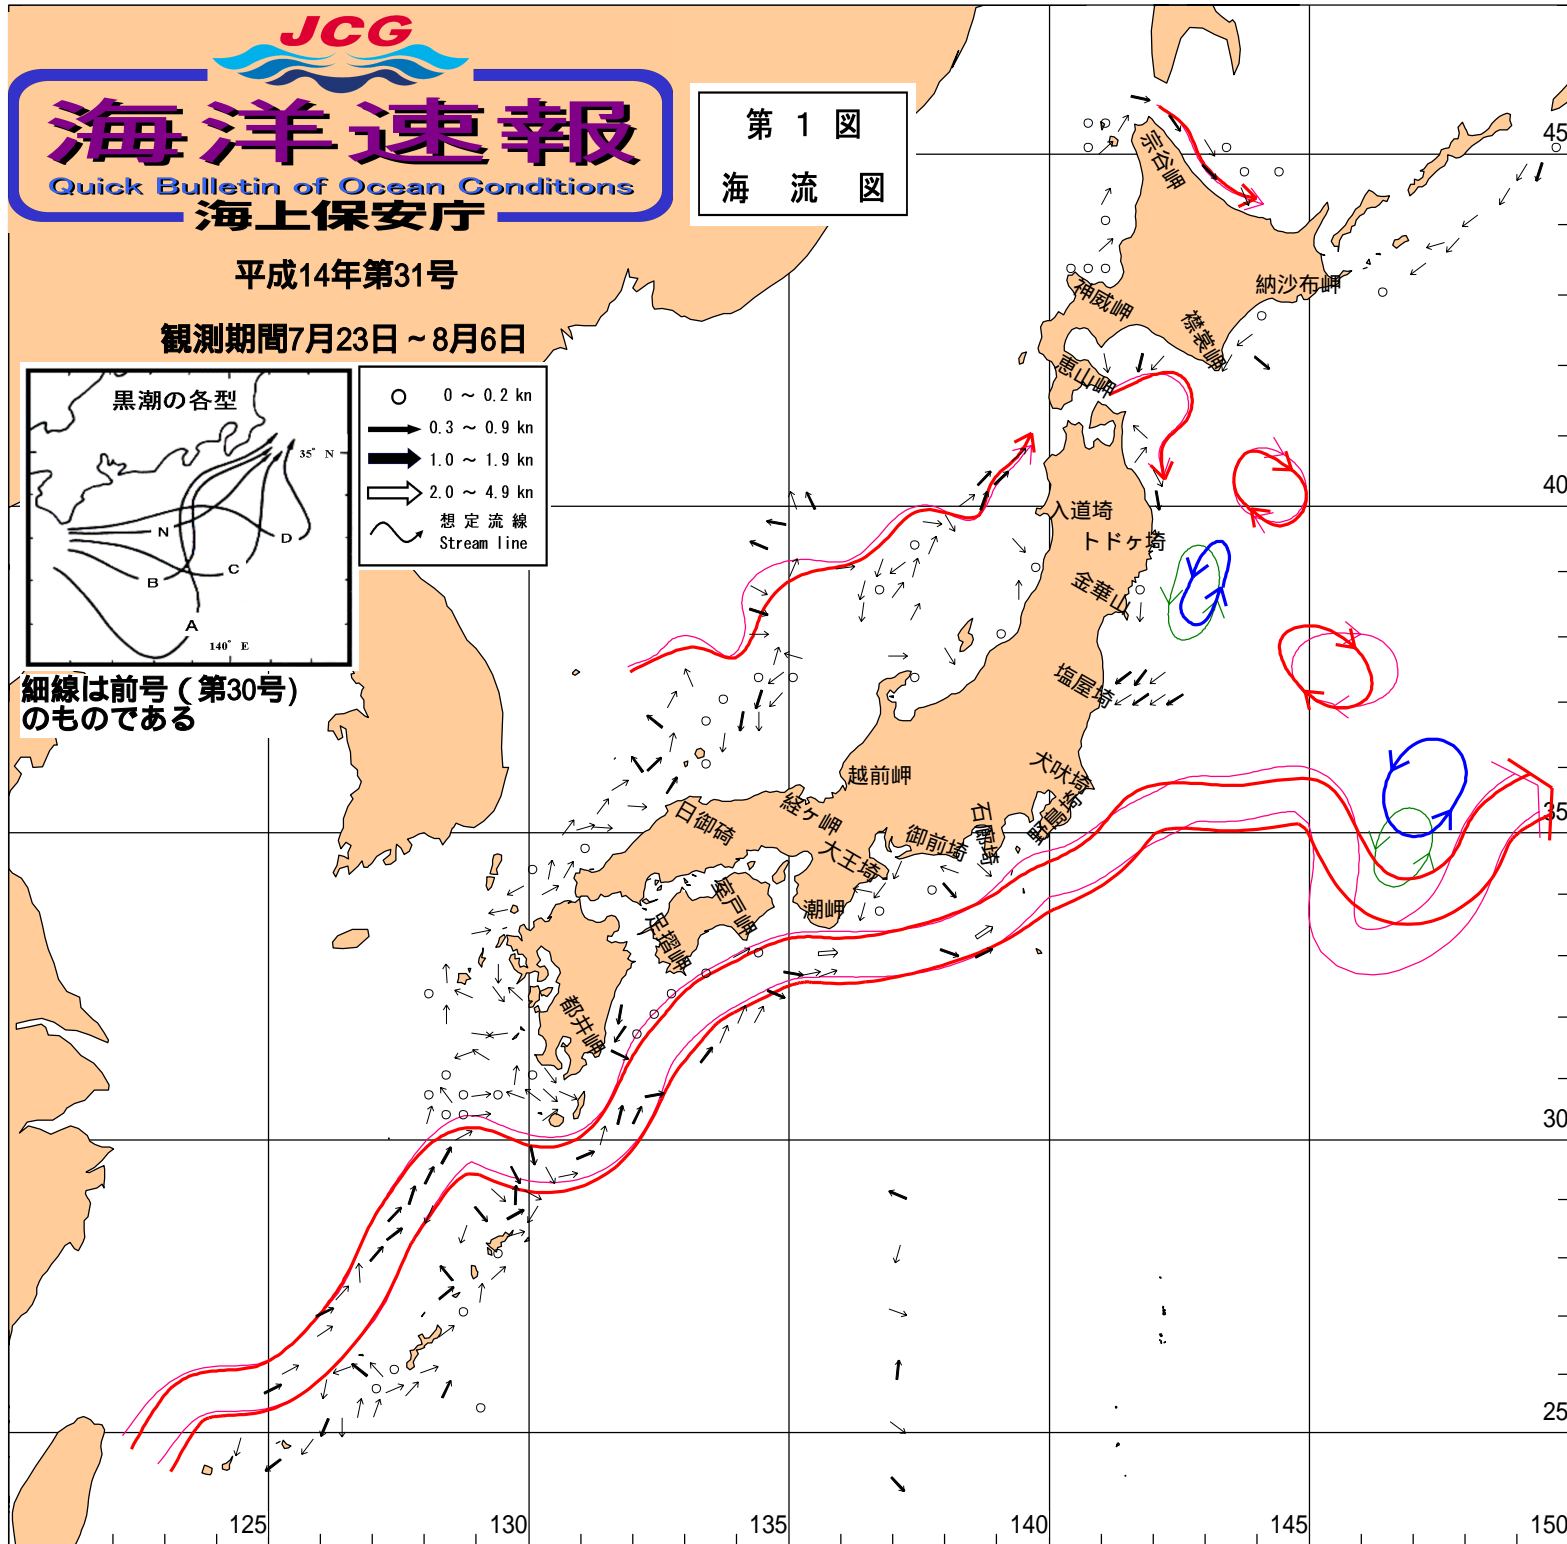 JCG
海洋速報
Quick Bulletin of Ocean Conditions
海上保安庁
平成14年第31号
観測期間7月23日～8月6日
第 1 図
海 流 図
黒潮の各型
35° N
N
D
B
C
A
140° E
0 ～ 0.2 kn
0.3 ～ 0.9 kn
1.0 ～ 1.9 kn
2.0 ～ 4.9 kn
想定流線
Stream line
細線は前号(第30号)
のものである
宗谷岬
納沙布岬
神威岬
襟裳岬
恵山岬
入道埼
トドヶ埼
金華山
塩屋埼
犬吠埼
越前岬
経ヶ岬
日御碕
野島埼
石廊埼
御前埼
大王埼
潮岬
室戸岬
足摺岬
都井岬
45
40
35
30
25
125
130
135
140
145
150